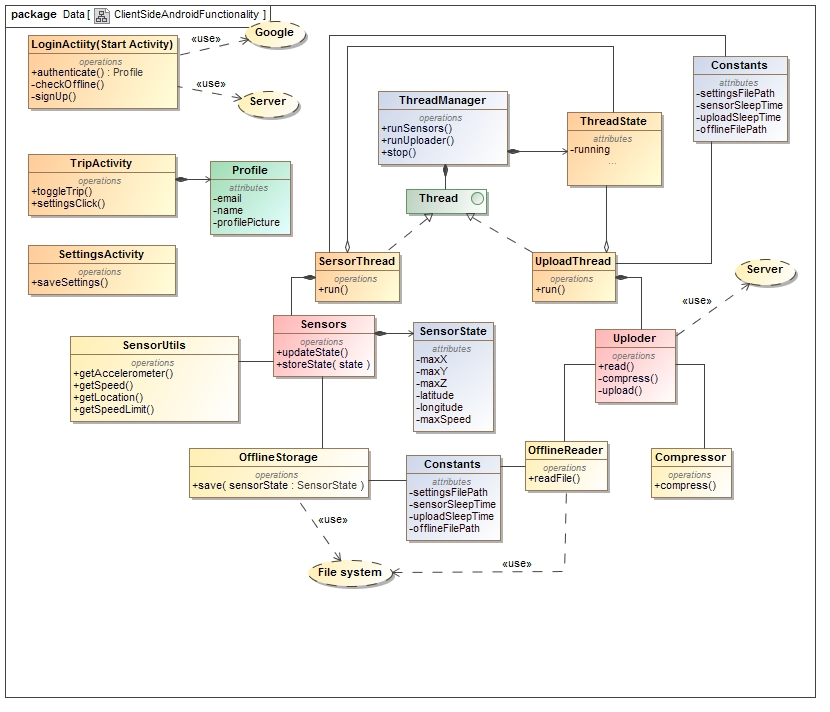 package Data [ ClientSideAndroidFunctionality ]
LoginActiity(Start Activity)
operations
+authenticate() : Profile
-checkOffline()
-signUp()
«use»
Google
«use»
Server
ThreadManager
operations
+runSensors()
+runUploader()
+stop()
ThreadState
attributes
-running
...
Constants
attributes
-settingsFilePath
-sensorSleepTime
-uploadSleepTime
-offlineFilePath
TripActivity
operations
+toggleTrip()
+settingsClick()
Profile
attributes
-email
-name
-profilePicture
Thread
SettingsActivity
operations
+saveSettings()
SersorThread
operations
+run()
UploadThread
operations
+run()
Server
«use»
Sensors
operations
+updateState()
+storeState( state )
SensorState
attributes
-maxX
-maxY
-maxZ
-latitude
-longitude
-maxSpeed
Uploder
operations
+read()
-compress()
-upload()
SensorUtils
operations
+getAccelerometer()
+getSpeed()
+getLocation()
+getSpeedLimit()
OfflineStorage
operations
+save( sensorState : SensorState )
Constants
attributes
-settingsFilePath
-sensorSleepTime
-uploadSleepTime
-offlineFilePath
OfflineReader
operations
+readFile()
Compressor
operations
+compress()
«use»
File system
«use»